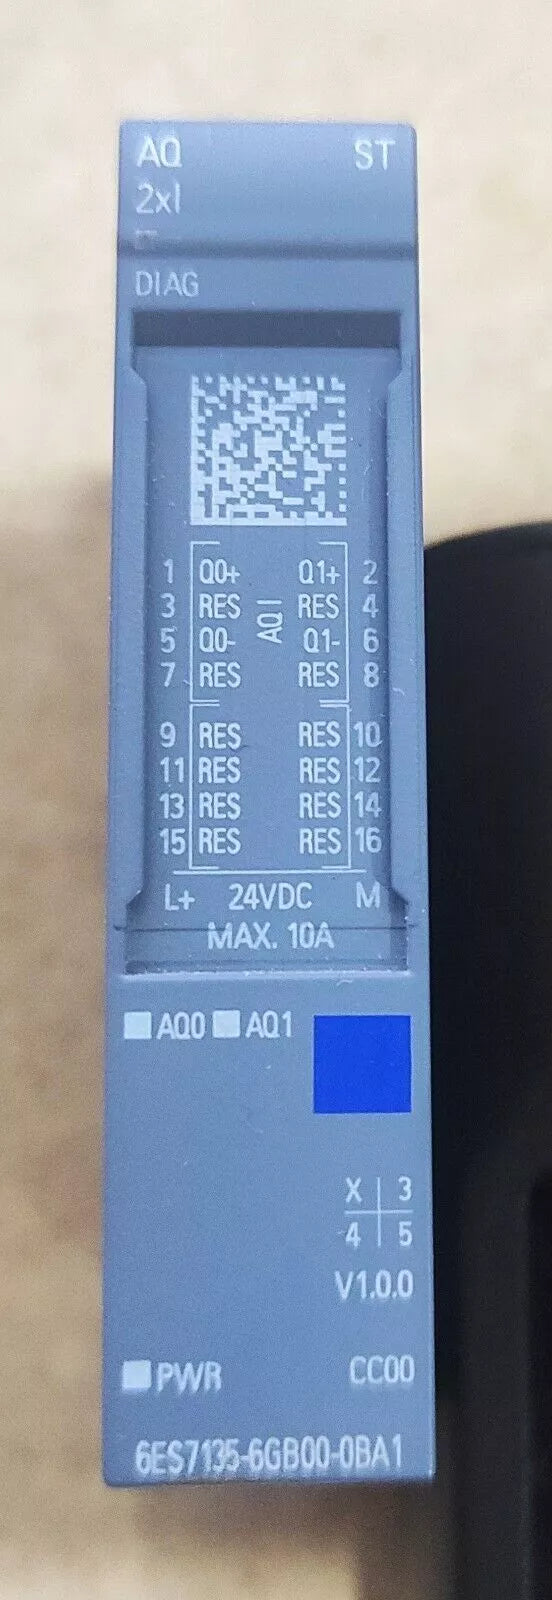 AQ ST
2xI
DIAG
1 Q0+ Q1+ 2
3 RES RES 4
AQ I
5 Q0- Q1- 6
7 RES RES 8
9 RES RES 10
11 RES RES 12
13 RES RES 14
15 RES RES 16
L+ 24VDC M
MAX. 10A
AQ0 AQ1
X 3
4 5
V1.0.0
PWR CC00
6ES7135-6GB00-0BA1